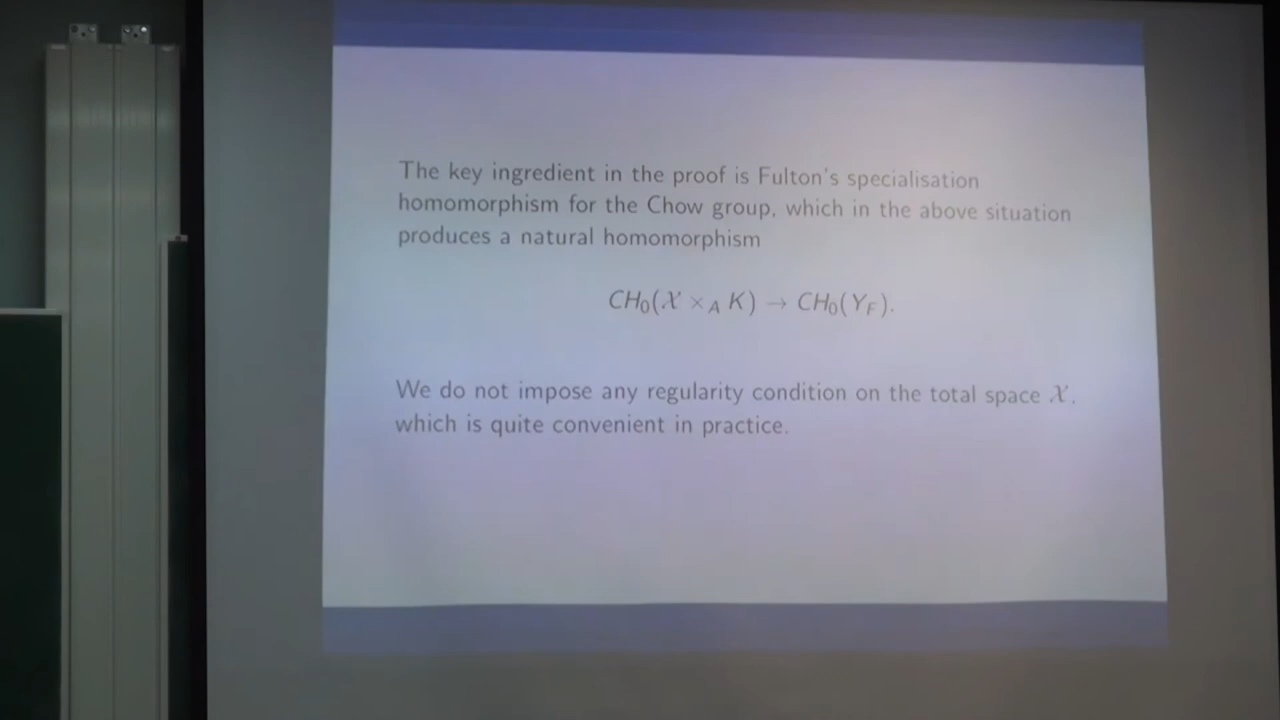 The key ingredient in the proof is Fulton's specialisation
homomorphism for the Chow group, which in the above situation
produces a natural homomorphism
CH₀(𝒳 ×_A K) → CH₀(Y_F).
We do not impose any regularity condition on the total space 𝒳,
which is quite convenient in practice.